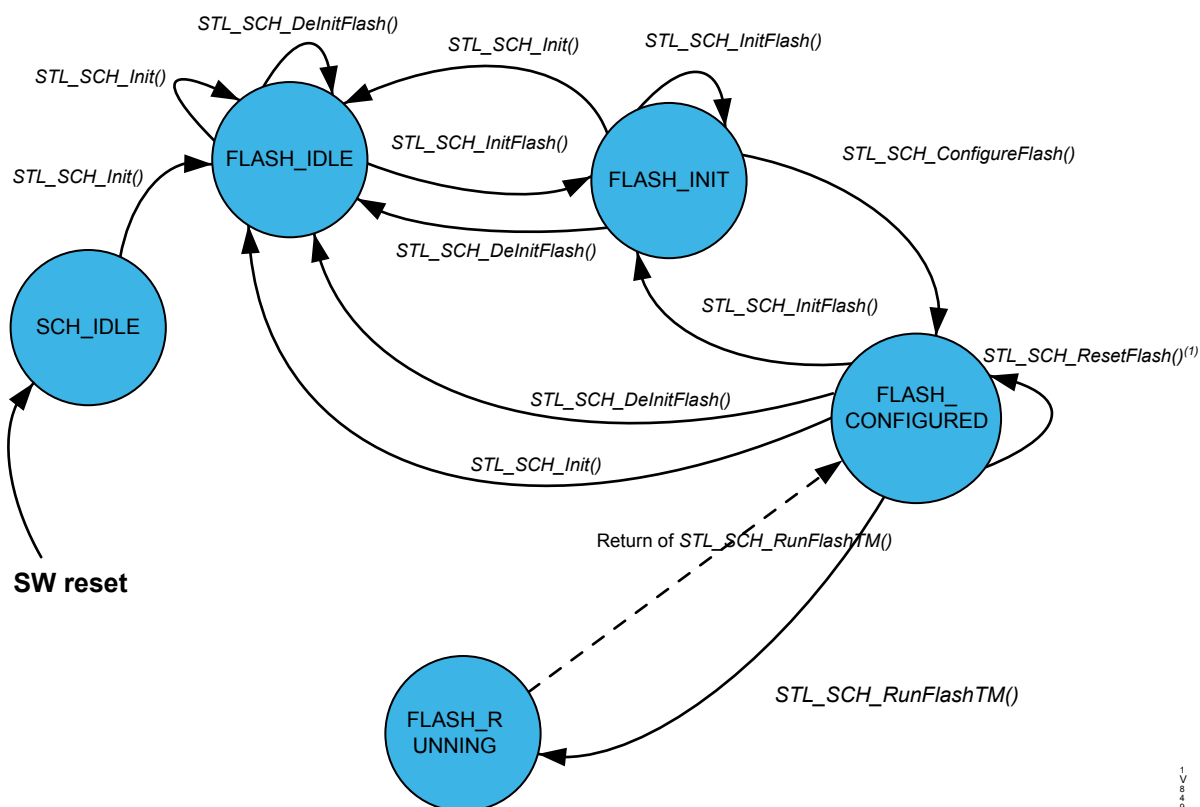 STL_SCH_DeInitFlash()
STL_SCH_Init()
STL_SCH_InitFlash()
STL_SCH_Init()
STL_SCH_InitFlash()
STL_SCH_ConfigureFlash()
FLASH_IDLE
FLASH_INIT
STL_SCH_Init()
STL_SCH_DeInitFlash()
STL_SCH_InitFlash()
SCH_IDLE
STL_SCH_ResetFlash()(1)
FLASH_
CONFIGURED
STL_SCH_DeInitFlash()
STL_SCH_Init()
Return of STL_SCH_RunFlashTM()
SW reset
STL_SCH_RunFlashTM()
FLASH_R
UNNING